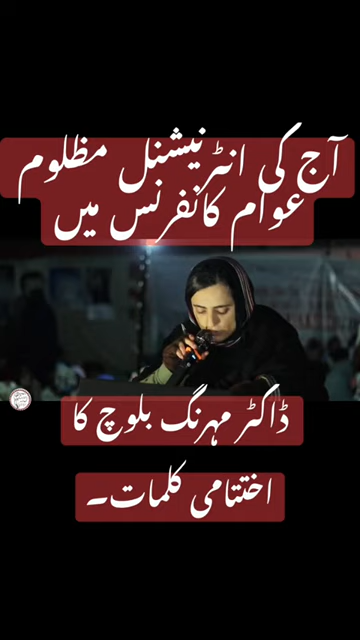 آج کی انٹرنیشنل مظلوم
عوام کانفرنس میں
ڈاکٹر مہرنگ بلوچ کا
اختتامی کلمات۔